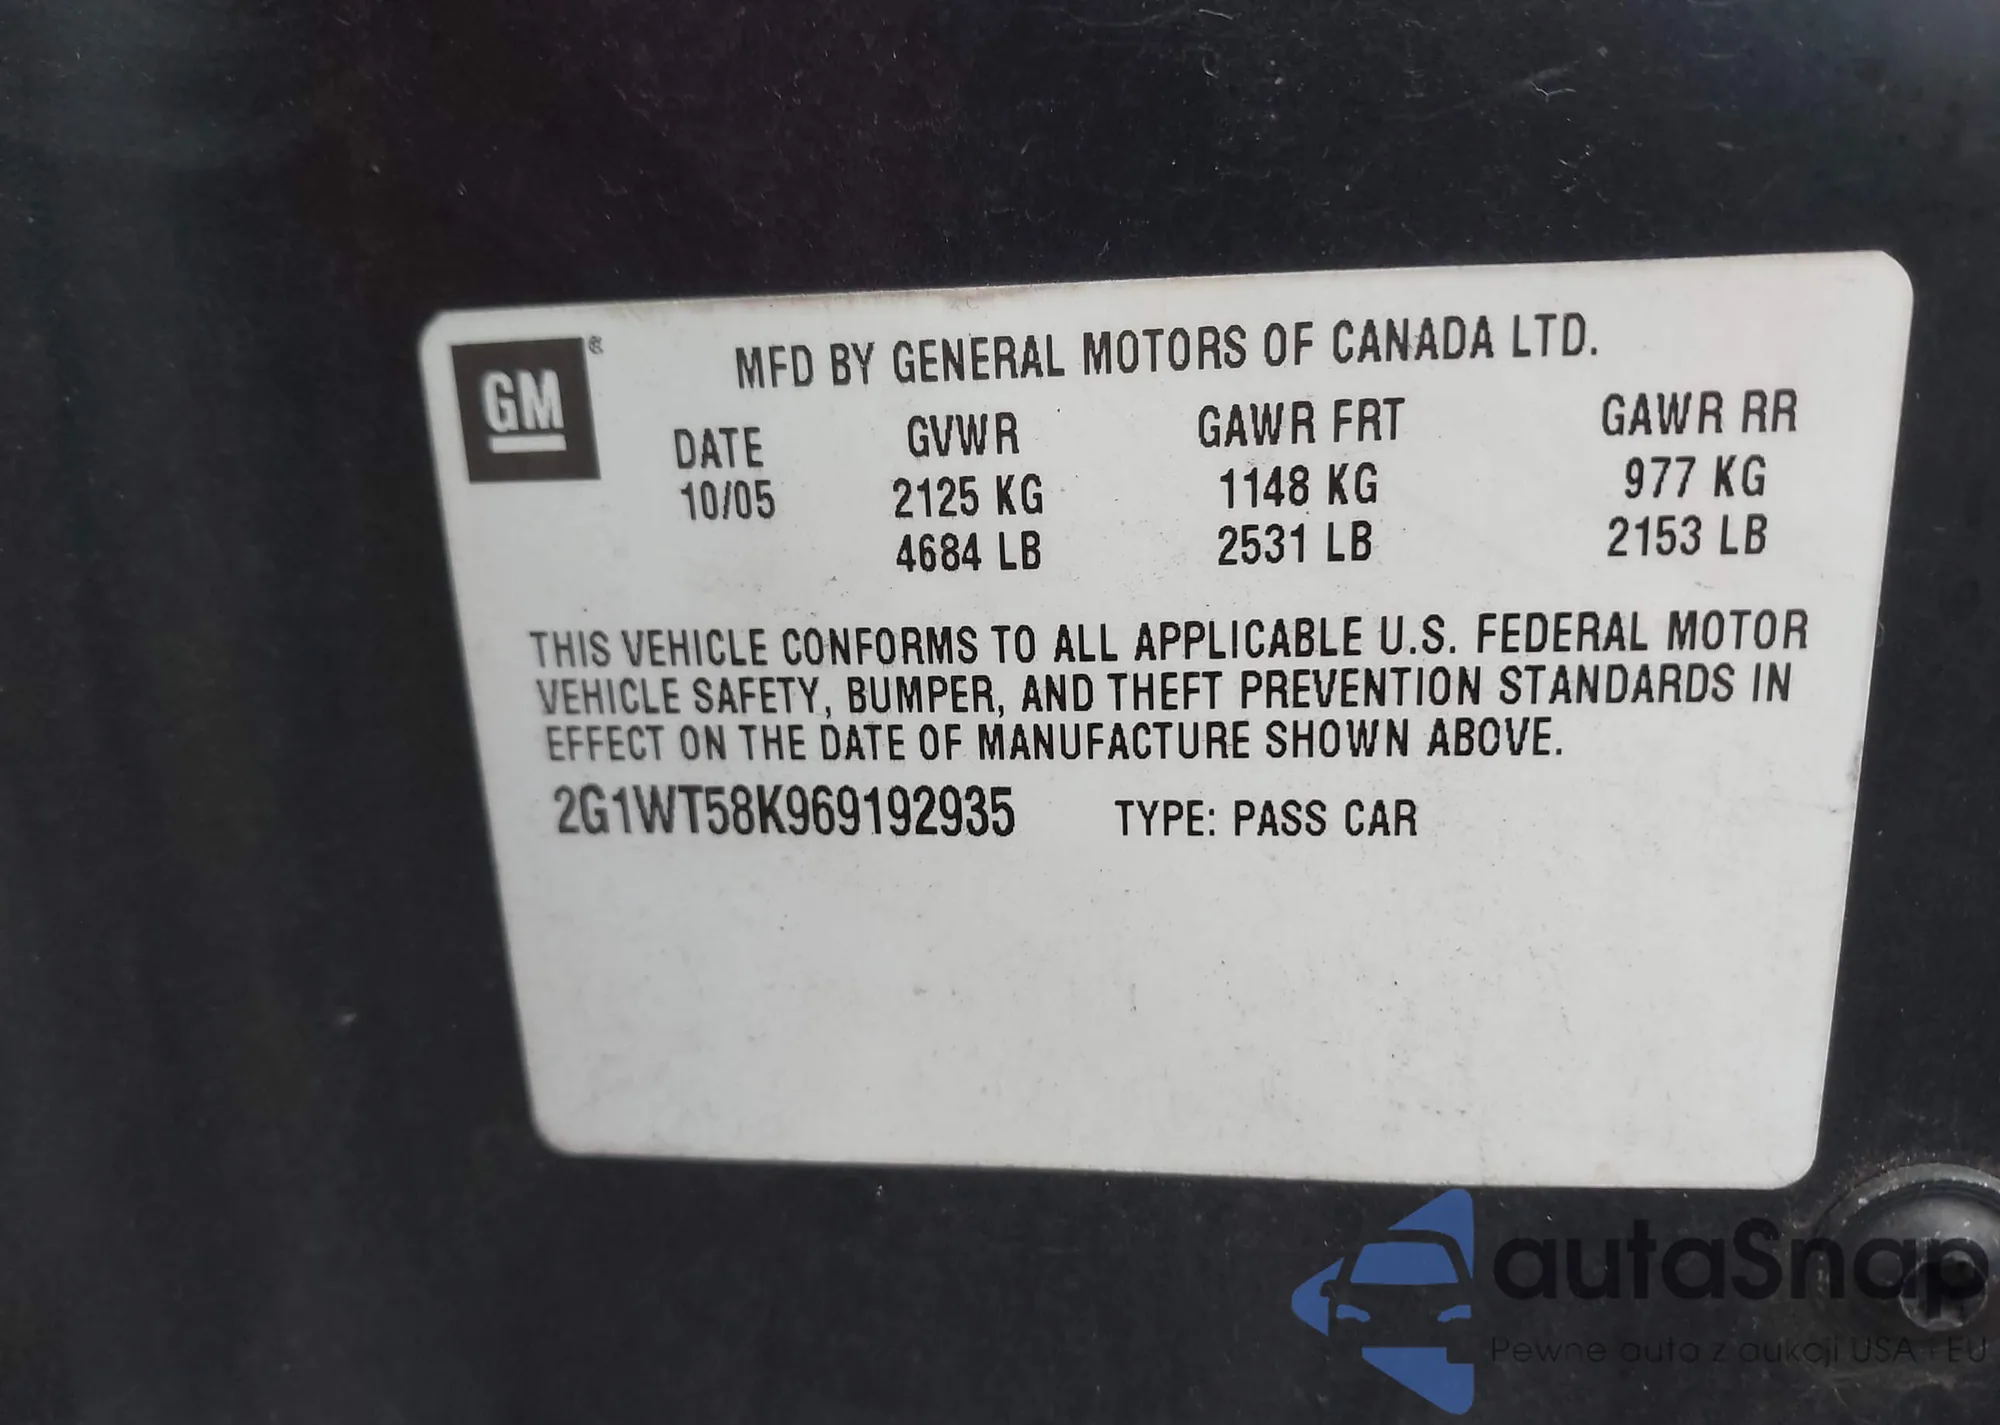 GM®
MFD BY GENERAL MOTORS OF CANADA LTD.
DATE GVWR GAWR FRT GAWR RR
10/05 2125 KG 1148 KG 977 KG
4684 LB 2531 LB 2153 LB
THIS VEHICLE CONFORMS TO ALL APPLICABLE U.S. FEDERAL MOTOR
VEHICLE SAFETY, BUMPER, AND THEFT PREVENTION STANDARDS IN
EFFECT ON THE DATE OF MANUFACTURE SHOWN ABOVE.
2G1WT58K969192935 TYPE: PASS CAR
autaSnap
Pewne auta z aukcji USA i EU